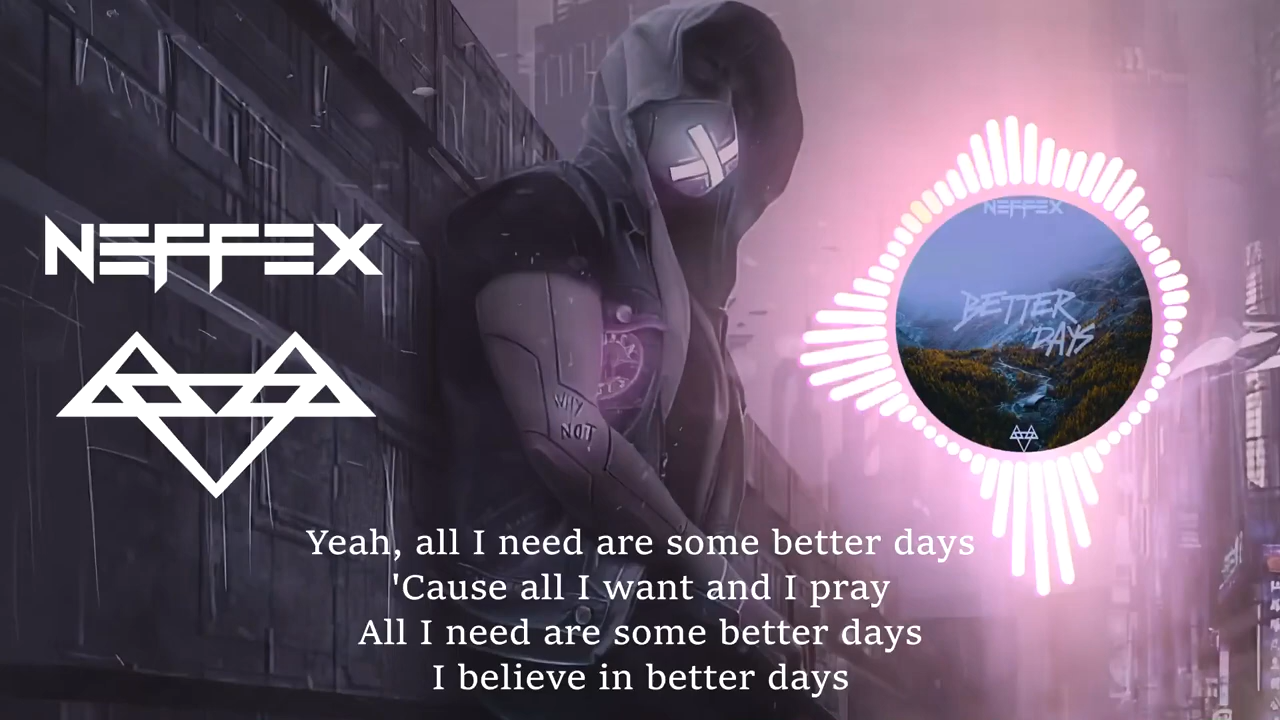 NEFFEX
NEFFEX
BETTER
DAYS
WHY
NOT
Yeah, all I need are some better days
'Cause all I want and I pray
All I need are some better days
I believe in better days